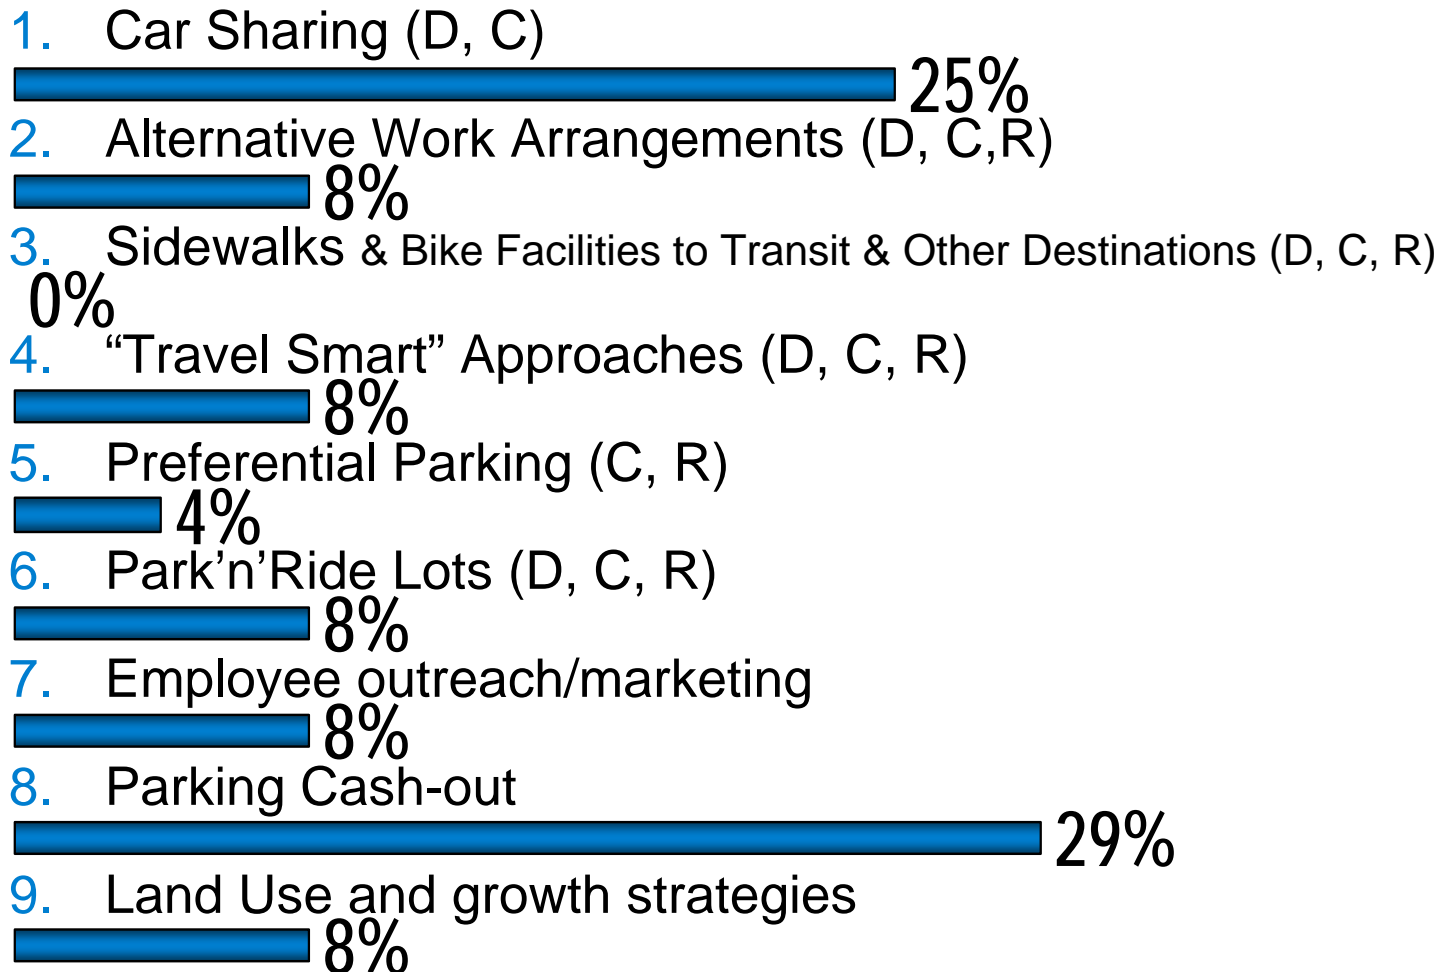 1. Car Sharing (D, C)
25%
2. Alternative Work Arrangements (D, C,R)
8%
3. Sidewalks & Bike Facilities to Transit & Other Destinations (D, C, R)
0%
4. “Travel Smart” Approaches (D, C, R)
8%
5. Preferential Parking (C, R)
4%
6. Park’n’Ride Lots (D, C, R)
8%
7. Employee outreach/marketing
8%
8. Parking Cash-out
29%
9. Land Use and growth strategies
8%